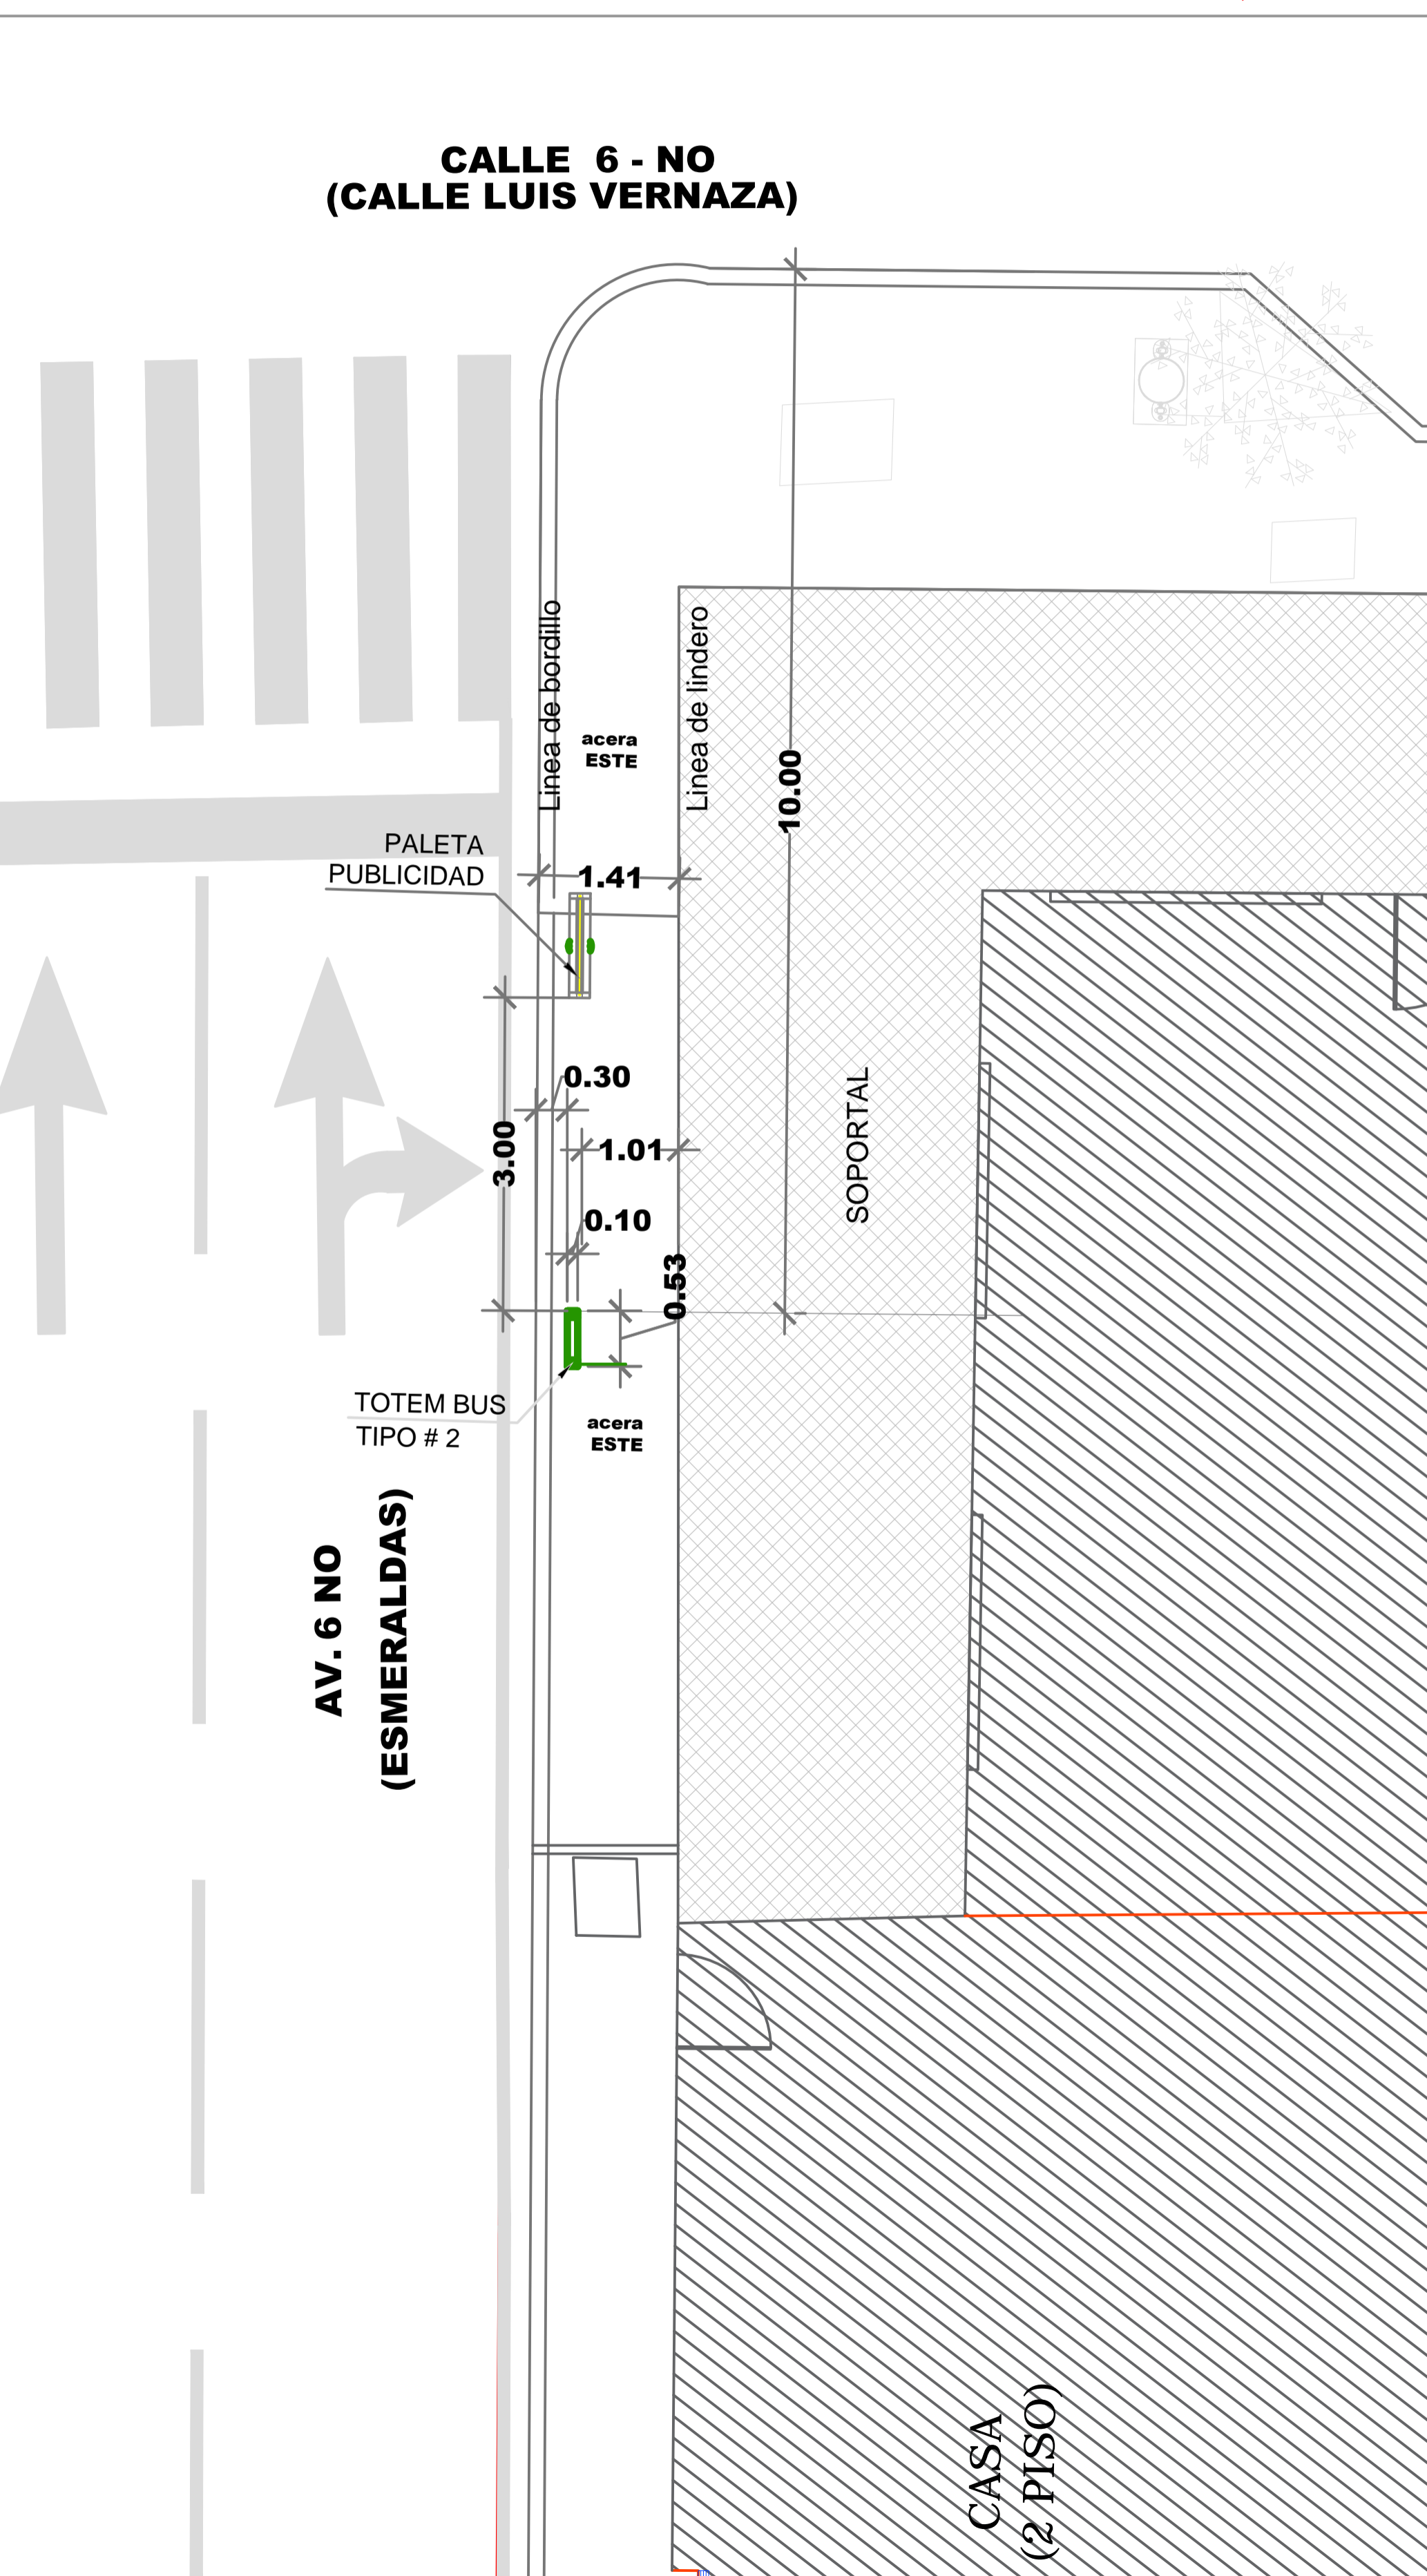 CALLE 6 - NO
(CALLE LUIS VERNAZA)
Linea de bordillo
Linea de lindero
acera
ESTE
10.00
PALETA
PUBLICIDAD
1.41
0.30
3.00
1.01
SOPORTAL
0.10
0.53
TOTEM BUS
TIPO # 2
acera
ESTE
AV. 6 NO
(ESMERALDAS)
CASA
(2 PISO)